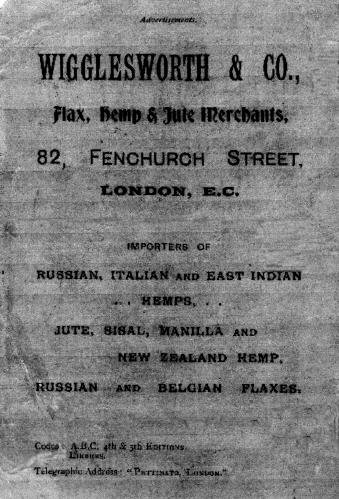 Advertisements.
WIGGLESWORTH & CO.,
Flax, Hemp & Jute Merchants,
82, FENCHURCH STREET,
LONDON, E.C.
IMPORTERS OF
RUSSIAN, ITALIAN AND EAST INDIAN
. . HEMPS, . .
JUTE, SISAL, MANILLA AND
NEW ZEALAND HEMP,
RUSSIAN AND BELGIAN FLAXES.
Codes : A.B.C. 4th & 5th EDITIONS.
Telegraphic Address : "PETTINATO, LONDON."